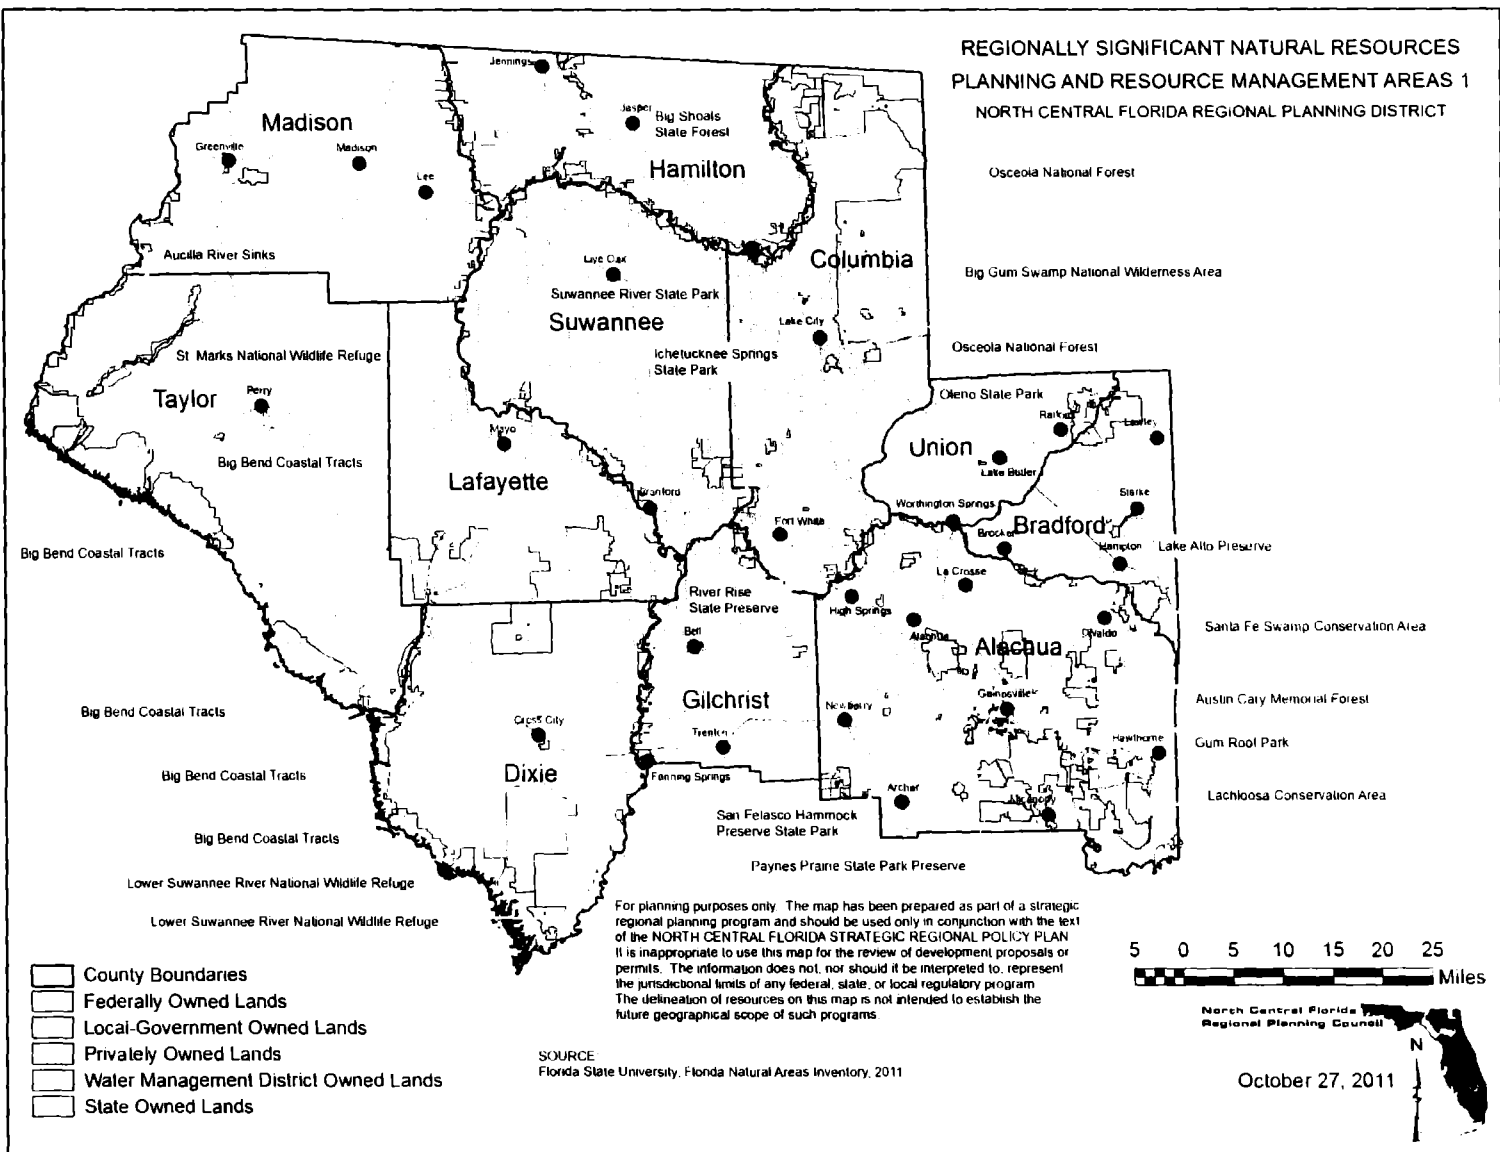 REGIONALLY SIGNIFICANT NATURAL RESOURCES
PLANNING AND RESOURCE MANAGEMENT AREAS 1
NORTH CENTRAL FLORIDA REGIONAL PLANNING DISTRICT
Jennings
Jasper
Big Shoals
State Forest
Madison
Greenville
Madison
Lee
Hamilton
Osceola National Forest
Aucilla River Sinks
Live Oak
Columbia
Big Gum Swamp National Wilderness Area
Suwannee River State Park
Suwannee
Lake City
St. Marks National Wildlife Refuge
Ichetucknee Springs
State Park
Osceola National Forest
Taylor
Perry
Oleno State Park
Raiford
Lawtey
Mayo
Union
Big Bend Coastal Tracts
Lake Butler
Lafayette
Branford
Starke
Worthington Springs
Fort White
Bradford
Brooker
Hampton
Lake Alto Preserve
Big Bend Coastal Tracts
La Crosse
River Rise
State Preserve
High Springs
Alachua
Waldo
Santa Fe Swamp Conservation Area
Bell
Alachua
Gilchrist
Gainesville
Austin Cary Memorial Forest
Big Bend Coastal Tracts
Newberry
Cross City
Trenton
Hawthorne
Gum Root Park
Dixie
Fanning Springs
Big Bend Coastal Tracts
Archer
Micanopy
Lachloosa Conservation Area
San Felasco Hammock
Preserve State Park
Big Bend Coastal Tracts
Paynes Prairie State Park Preserve
Lower Suwannee River National Wildlife Refuge
Lower Suwannee River National Wildlife Refuge
For planning purposes only. The map has been prepared as part of a strategic
regional planning program and should be used only in conjunction with the text
of the NORTH CENTRAL FLORIDA STRATEGIC REGIONAL POLICY PLAN
It is inappropriate to use this map for the review of development proposals or
permits. The information does not, nor should it be interpreted to, represent
the jurisdictional limits of any federal, state, or local regulatory program
The delineation of resources on this map is not intended to establish the
future geographical scope of such programs.
5 0 5 10 15 20 25
Miles
County Boundaries
Federally Owned Lands
Local-Government Owned Lands
Privately Owned Lands
Water Management District Owned Lands
State Owned Lands
North Central Florida
Regional Planning Council
N
SOURCE
Florida State University, Florida Natural Areas Inventory, 2011
October 27, 2011